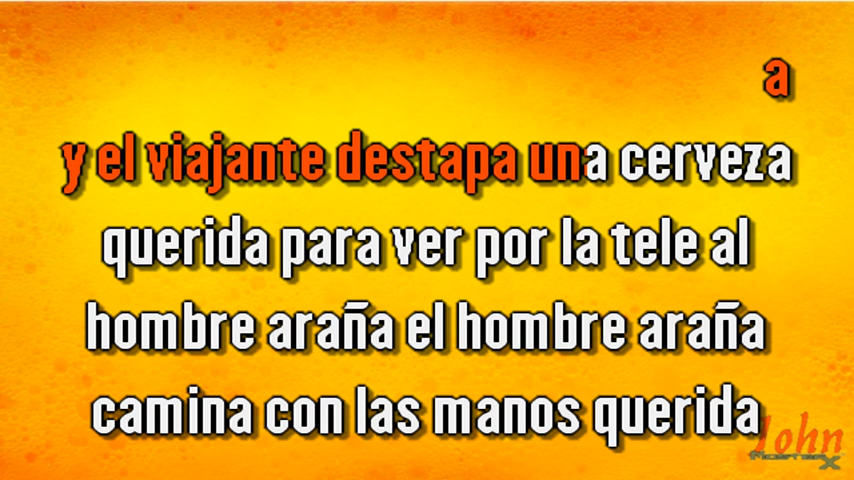 a
y el viajante destapa una cerveza
querida para ver por la tele al
hombre araña el hombre araña
camina con las manos querida
John